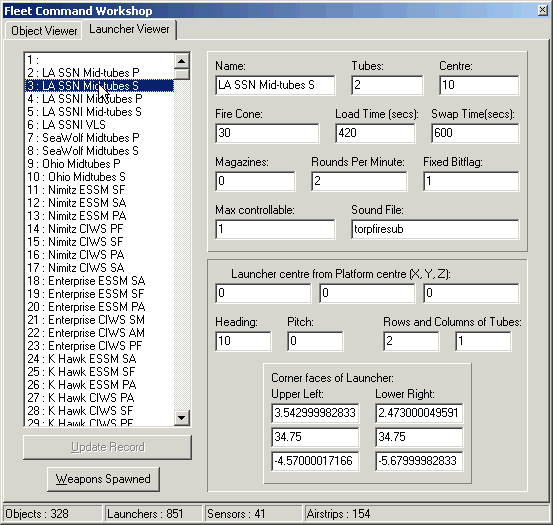 Fleet Command Workshop
Object Viewer Launcher Viewer
1 :
2 : LA SSN Mid-tubes P
3 : LA SSN Mid-tubes S
4 : LA SSNI Mid-tubes P
5 : LA SSNI Mid-tubes S
6 : LA SSNI VLS
7 : SeaWolf Midtubes P
8 : SeaWolf Midtubes S
9 : Ohio Midtubes P
10 : Ohio Midtubes S
11 : Nimitz ESSM SF
12 : Nimitz ESSM SA
13 : Nimitz ESSM PA
14 : Nimitz CIWS PF
15 : Nimitz CIWS SF
16 : Nimitz CIWS PA
17 : Nimitz CIWS SA
18 : Enterprise ESSM SA
19 : Enterprise ESSM SF
20 : Enterprise ESSM PA
21 : Enterprise CIWS SM
22 : Enterprise CIWS AM
23 : Enterprise CIWS PF
24 : K Hawk ESSM SA
25 : K Hawk ESSM SF
26 : K Hawk ESSM PA
27 : K Hawk CIWS PA
28 : K Hawk CIWS SF
29 : K Hawk CIWS PF
Update Record
Weapons Spawned
Name: Tubes: Centre:
LA SSN Mid-tubes S 2 10
Fire Cone: Load Time (secs): Swap Time(secs):
30 420 600
Magazines: Rounds Per Minute: Fixed Bitflag:
0 2 1
Max controllable: Sound File:
1 torpfiresub
Launcher centre from Platform centre (X, Y, Z):
0 0 0
Heading: Pitch: Rows and Columns of Tubes:
10 0 2 1
Corner faces of Launcher:
Upper Left: Lower Right:
3.542999982833 2.473000049591
34.75 34.75
-4.57000017166 -5.67999982833
Objects : 328 Launchers : 851 Sensors : 41 Airstrips : 154